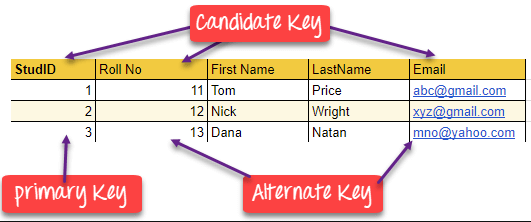 Candidate Key
StudID Roll No First Name LastName Email
1 11 Tom Price abc@gmail.com
2 12 Nick Wright xyz@gmail.com
3 13 Dana Natan mno@yahoo.com
primary Key Alternate Key